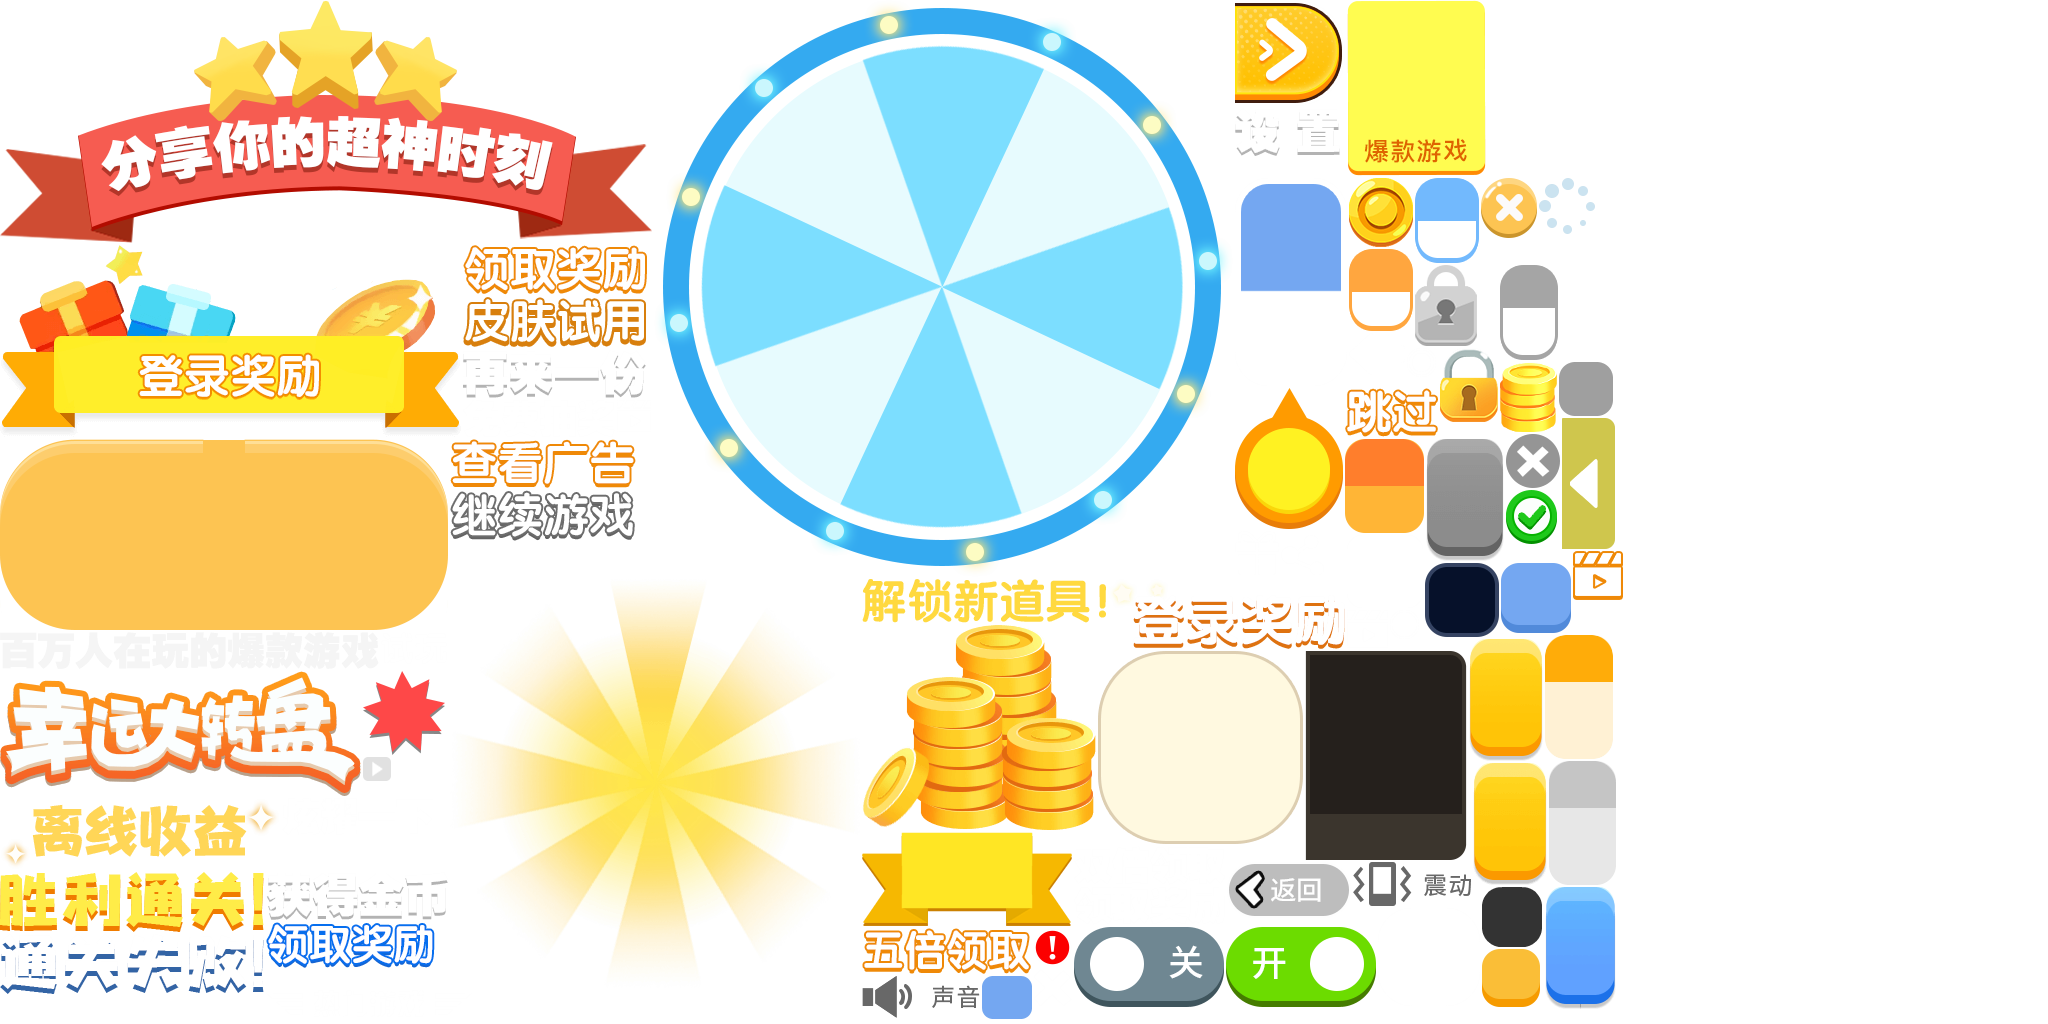 分享你的超神时刻
设置
爆款游戏
领取奖励
皮肤试用
再来一份
登录奖励
跳过
查看广告
继续游戏
解锁新道具!
登录奖励
百万人在玩的爆款游戏
幸运大转盘
离线收益
胜利通关!
获得金币
领取奖励
通关失败!
返回
震动
五倍领取
!
关
开
声音